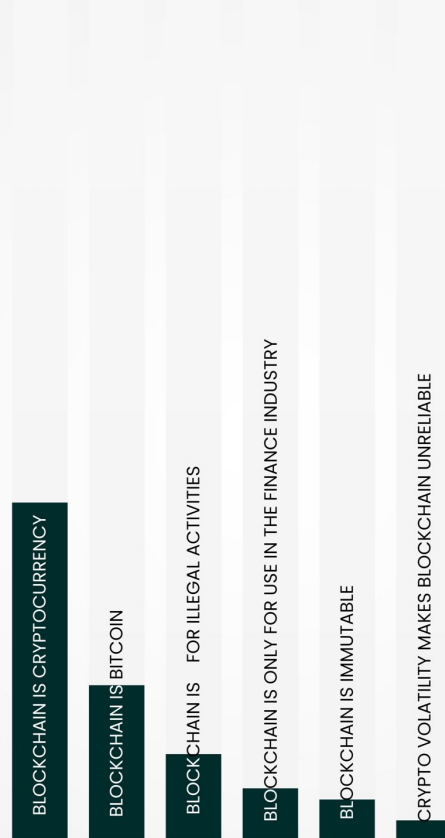 BLOCKCHAIN IS CRYPTOCURRENCY
BLOCKCHAIN IS BITCOIN
BLOCKCHAIN IS FOR ILLEGAL ACTIVITIES
BLOCKCHAIN IS ONLY FOR USE IN THE FINANCE INDUSTRY
BLOCKCHAIN IS IMMUTABLE
CRYPTO VOLATILITY MAKES BLOCKCHAIN UNRELIABLE